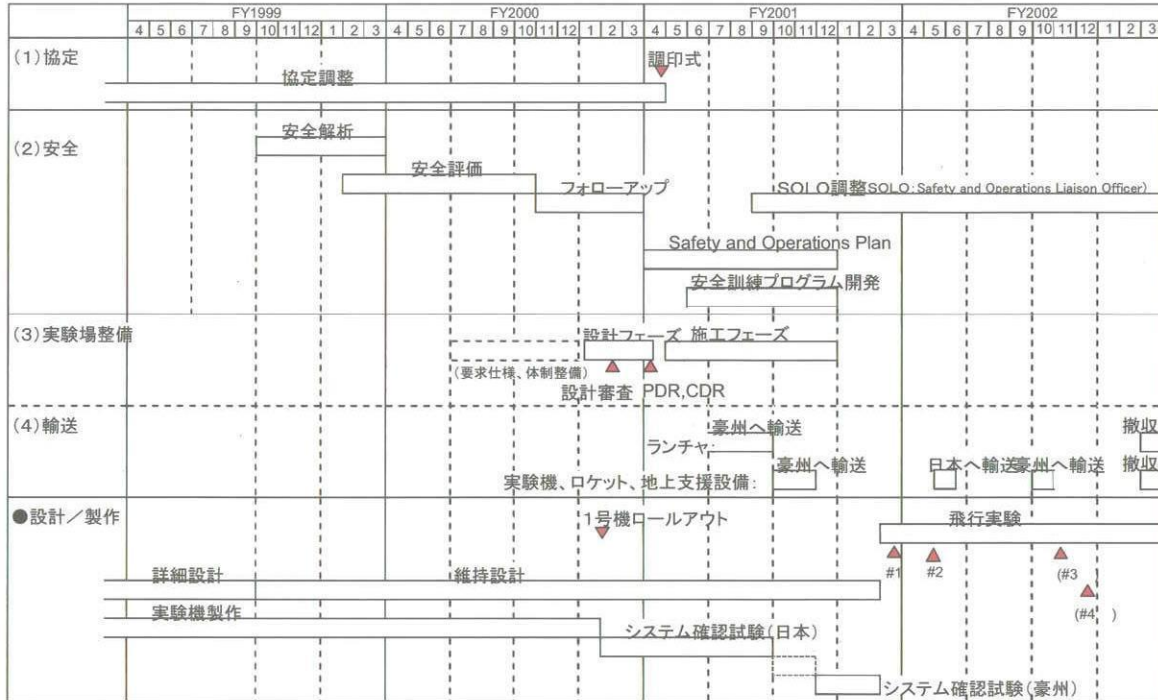 FY1999 FY2000 FY2001 FY2002
4 5 6 7 8 9 10 11 12 1 2 3 4 5 6 7 8 9 10 11 12 1 2 3 4 5 6 7 8 9 10 11 12 1 2 3 4 5 6 7 8 9 10 11 12 1 2 3
(1)協定
調印式
協定調整
(2)安全
安全解析
安全評価
フォローアップ
SOLO調整SOLO:Safety and Operations Liaison Officer)
Safety and Operations Plan
安全訓練プログラム開発
(3)実験場整備
設計フェーズ 施工フェーズ
(要求仕様、体制整備)
設計審査 PDR,CDR
(4)輸送
豪州へ輸送
撤収
ランチャ:
豪州へ輸送
日本へ輸送
豪州へ輸送
撤収
実験機、ロケット、地上支援設備:
●設計/製作
1号機ロールアウト
飛行実験
#1 #2 (#3 )
詳細設計
維持設計
(#4 )
実験機製作
システム確認試験(日本)
システム確認試験(豪州)